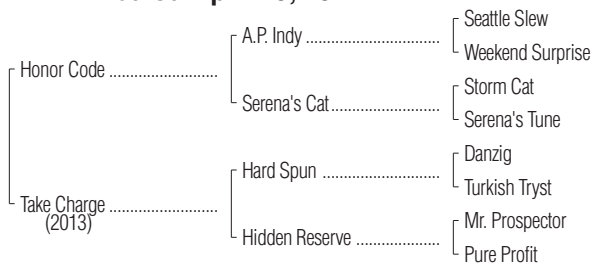 Seattle Slew
A.P. Indy
Weekend Surprise
Honor Code
Storm Cat
Serena's Cat
Serena's Tune
Danzig
Hard Spun
Turkish Tryst
Take Charge
(2013)
Mr. Prospector
Hidden Reserve
Pure Profit